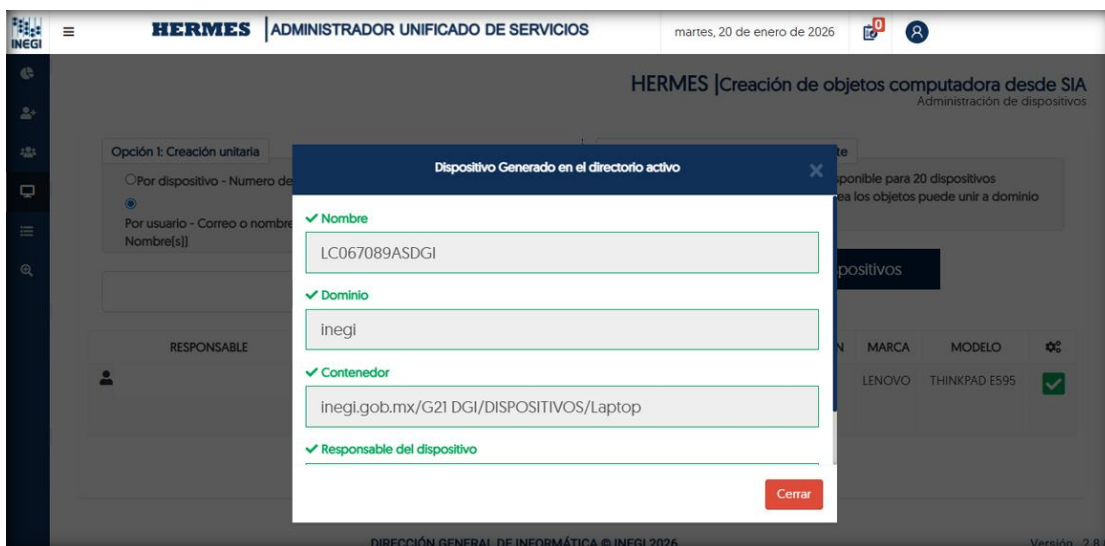 INEGI
HERMES | ADMINISTRADOR UNIFICADO DE SERVICIOS
martes, 20 de enero de 2026
0
HERMES |Creación de objetos computadora desde SIA
Administración de dispositivos
Opción 1: Creación unitaria
Por dispositivo - Numero de
Por usuario - Correo o nombre
Nombre[s]]
te
sponible para 20 dispositivos
ea los objetos puede unir a dominio
positivos
Dispositivo Generado en el directorio activo
×
Nombre
LC067089ASDGI
Dominio
inegi
Contenedor
inegi.gob.mx/G21 DGI/DISPOSITIVOS/Laptop
Responsable del dispositivo
Cerrar
RESPONSABLE
N MARCA MODELO
LENOVO THINKPAD E595
DIRECCIÓN GENERAL DE INFORMÁTICA © INEGI 2026